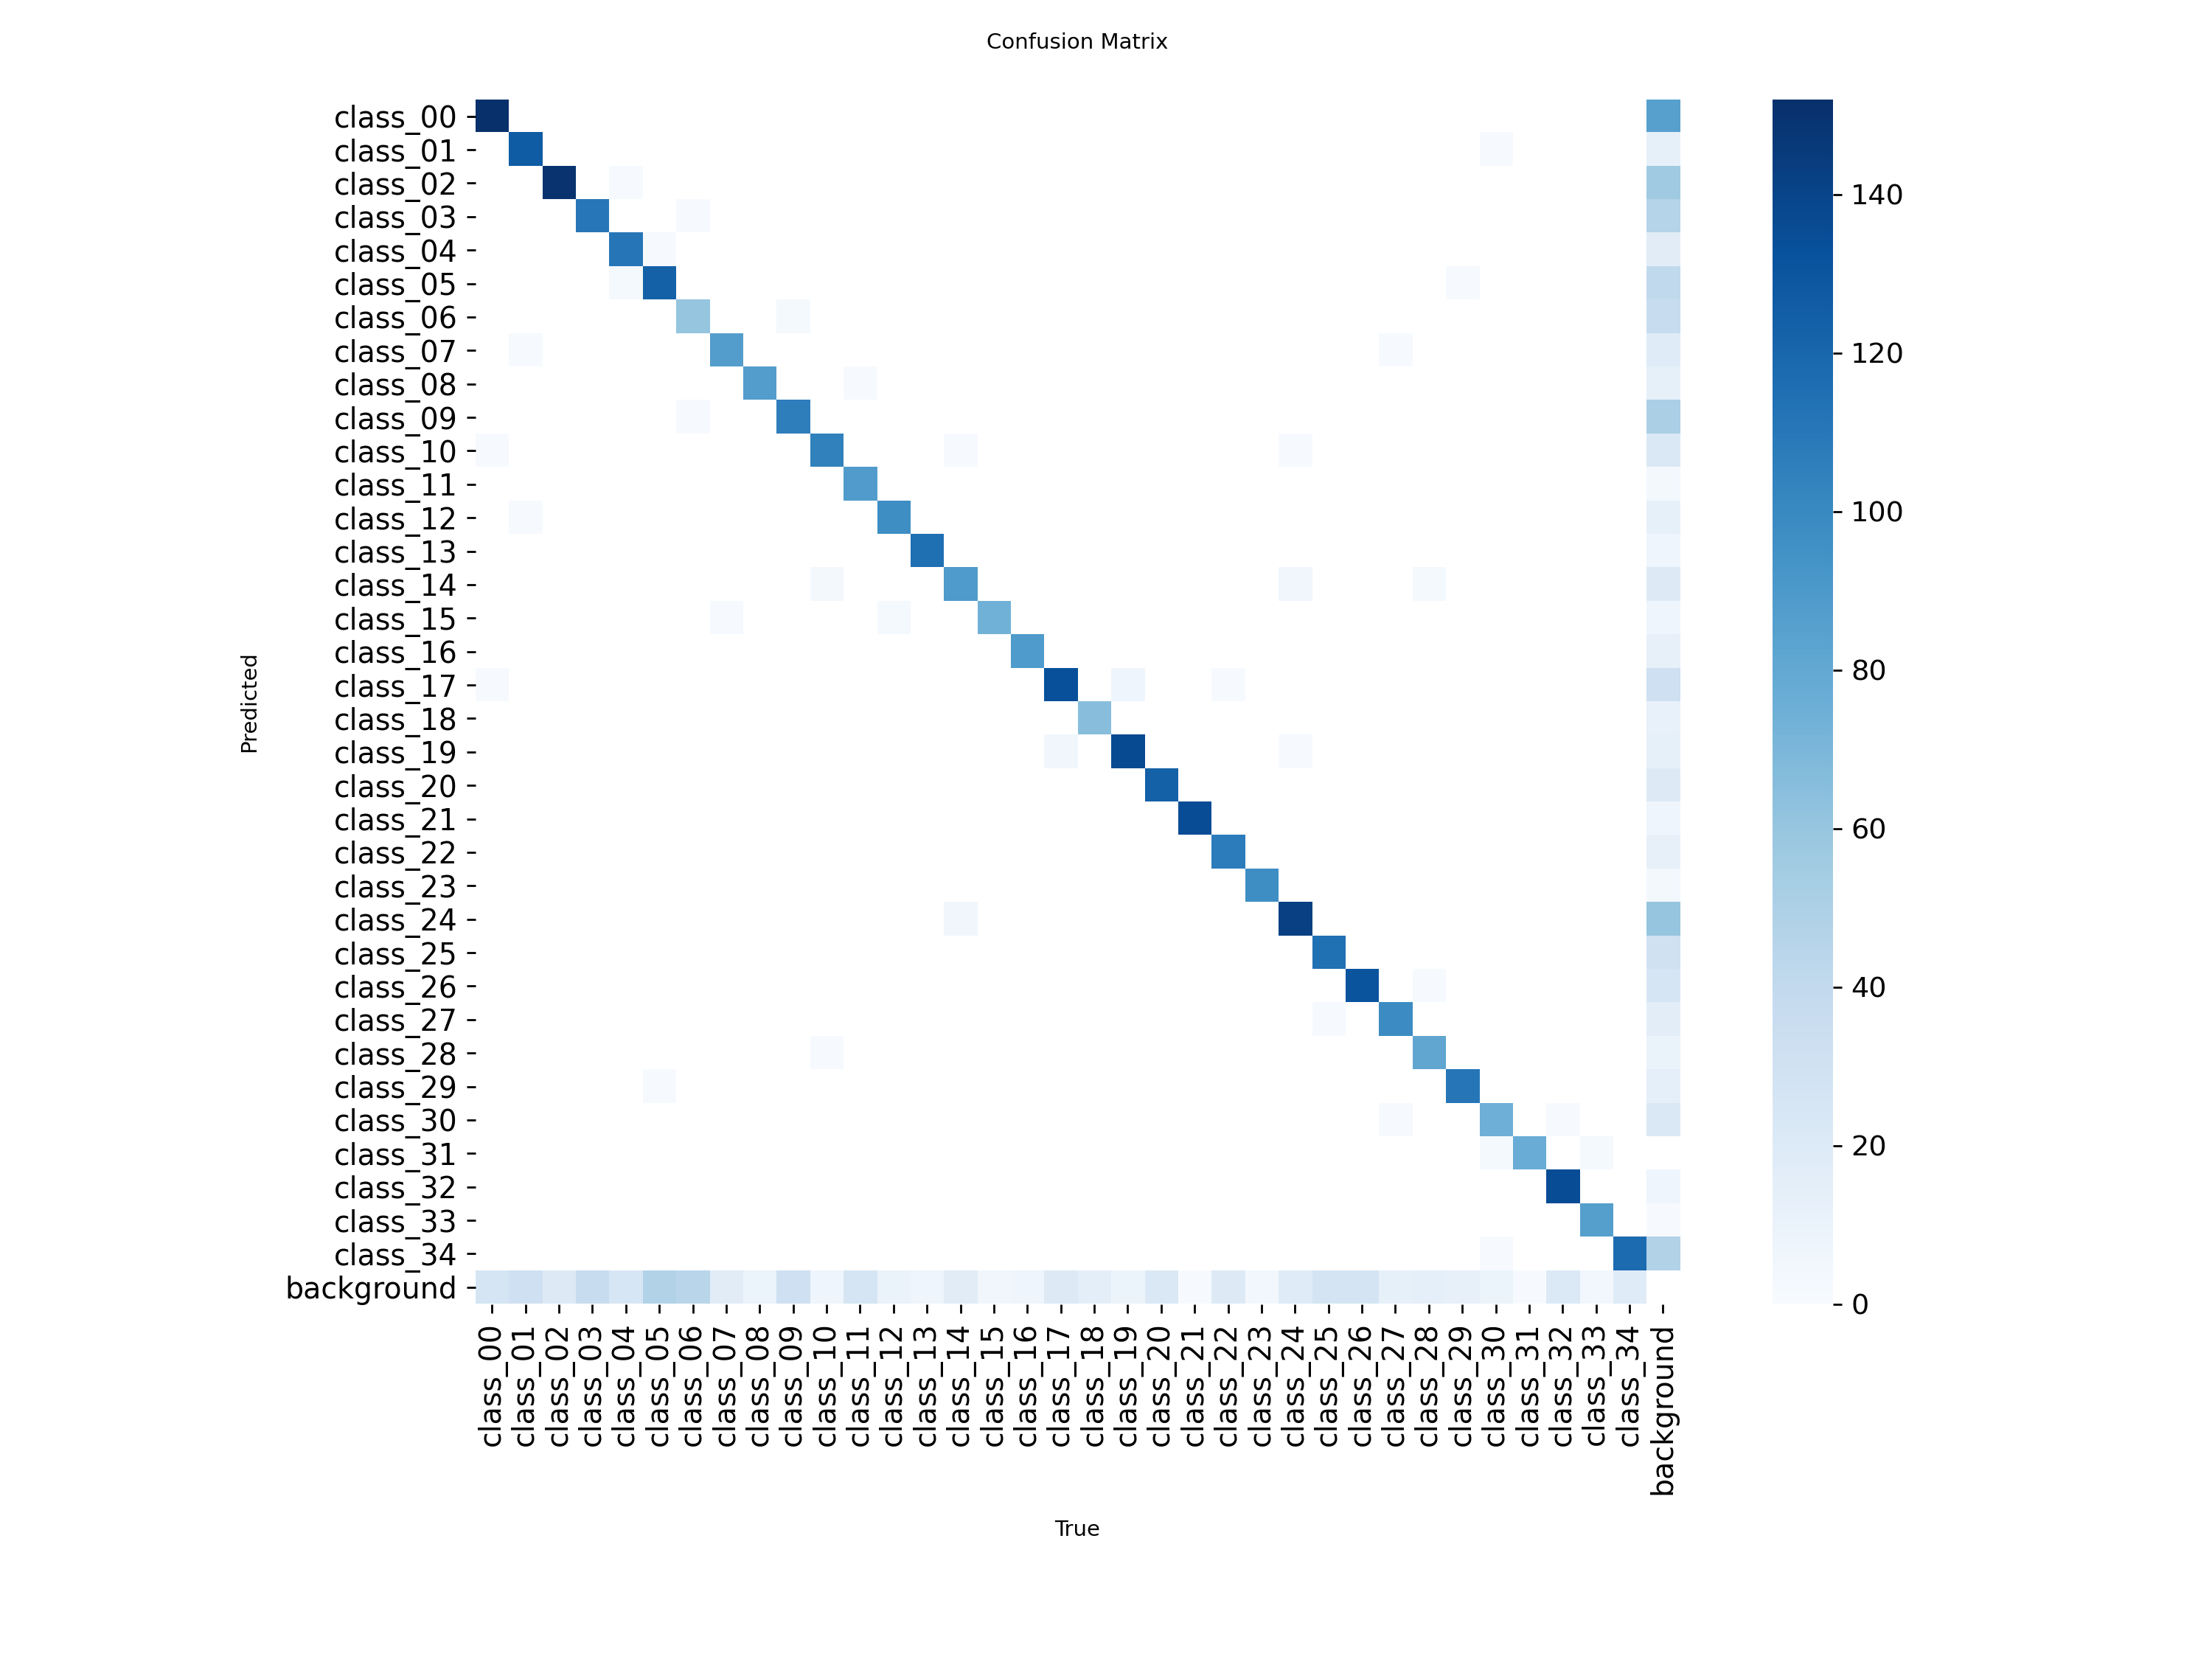 Confusion Matrix
class_00
class_01
class_02
class_03
class_04
class_05
class_06
class_07
class_08
class_09
class_10
class_11
class_12
class_13
class_14
class_15
class_16
class_17
class_18
class_19
class_20
class_21
class_22
class_23
class_24
class_25
class_26
class_27
class_28
class_29
class_30
class_31
class_32
class_33
class_34
background
Predicted
class_00
class_01
class_02
class_03
class_04
class_05
class_06
class_07
class_08
class_09
class_10
class_11
class_12
class_13
class_14
class_15
class_16
class_17
class_18
class_19
class_20
class_21
class_22
class_23
class_24
class_25
class_26
class_27
class_28
class_29
class_30
class_31
class_32
class_33
class_34
background
True
140
120
100
80
60
40
20
0